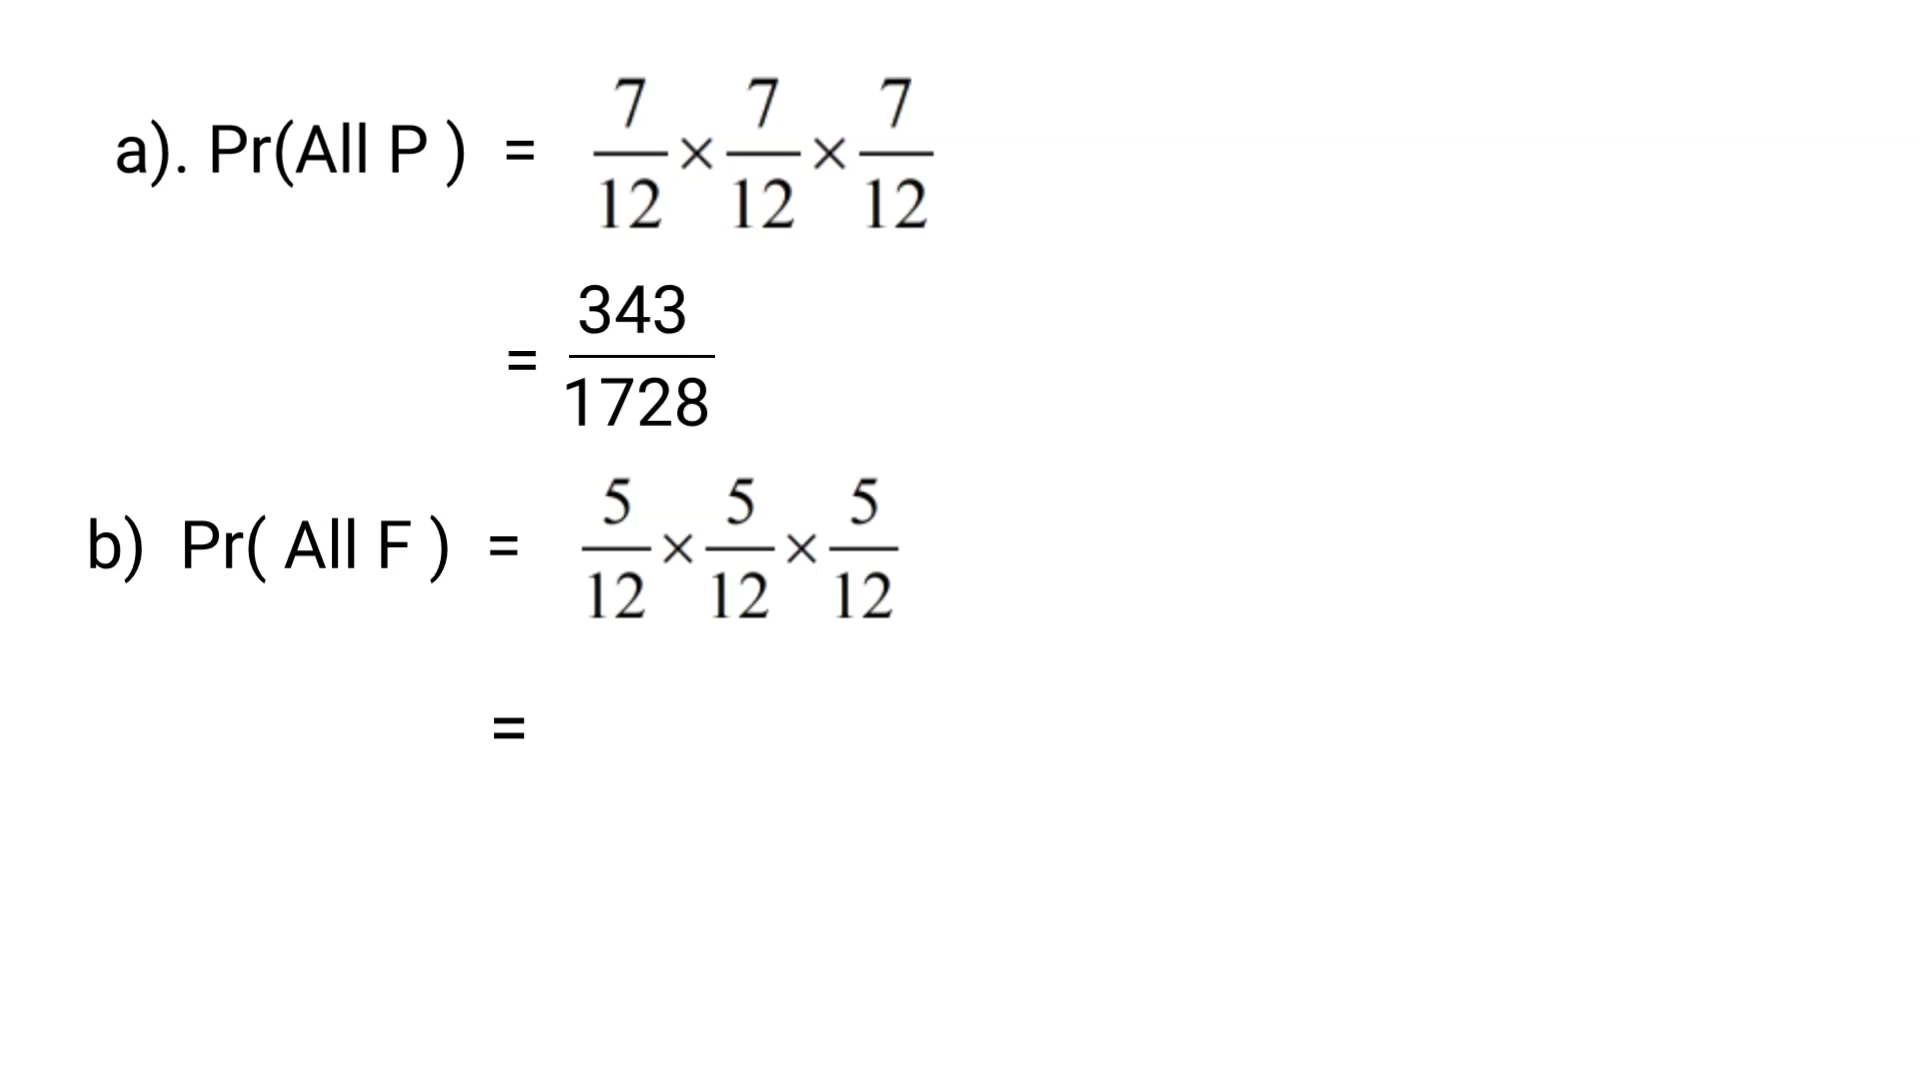 a). Pr(All P ) = 7/12 × 7/12 × 7/12
= 343/1728
b) Pr( All F ) = 5/12 × 5/12 × 5/12
=